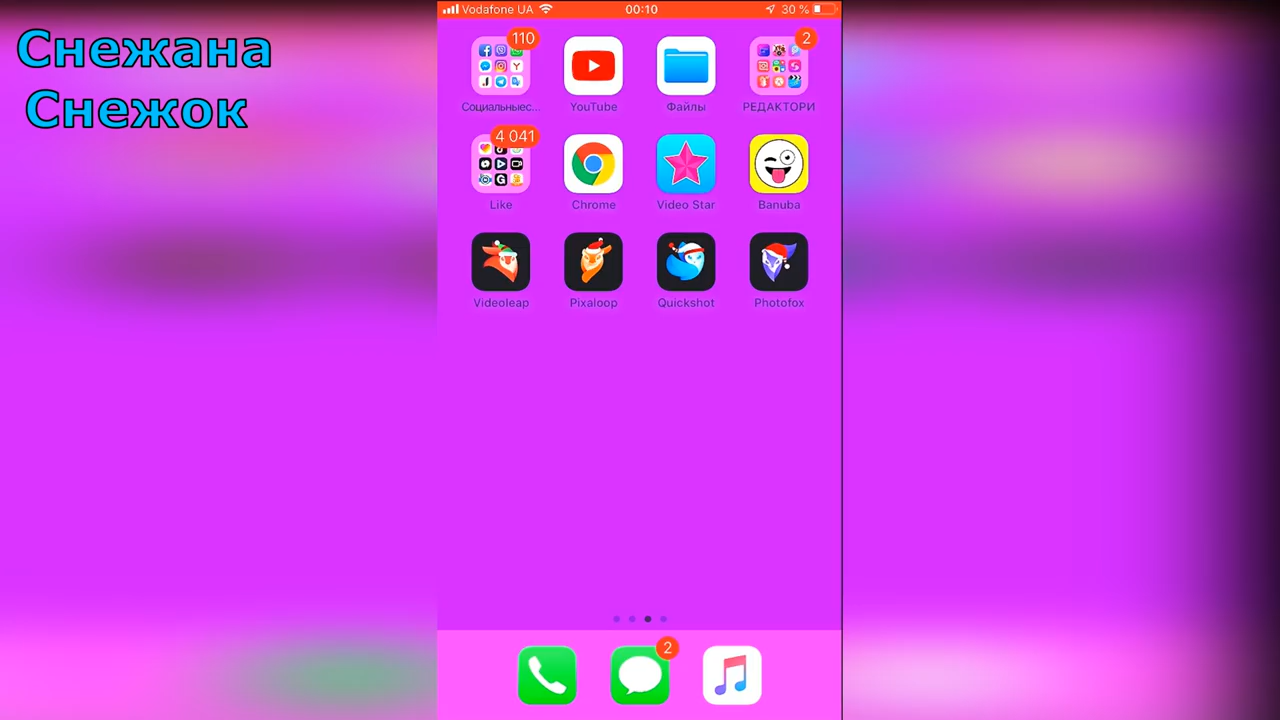 Снежана
Снежок
Vodafone UA
00:10
30 %
110
2
Социальныес...
YouTube
Файлы
РЕДАКТОРИ
4 041
Like
Chrome
Video Star
Banuba
Videoleap
Pixaloop
Quickshot
Photofox
2